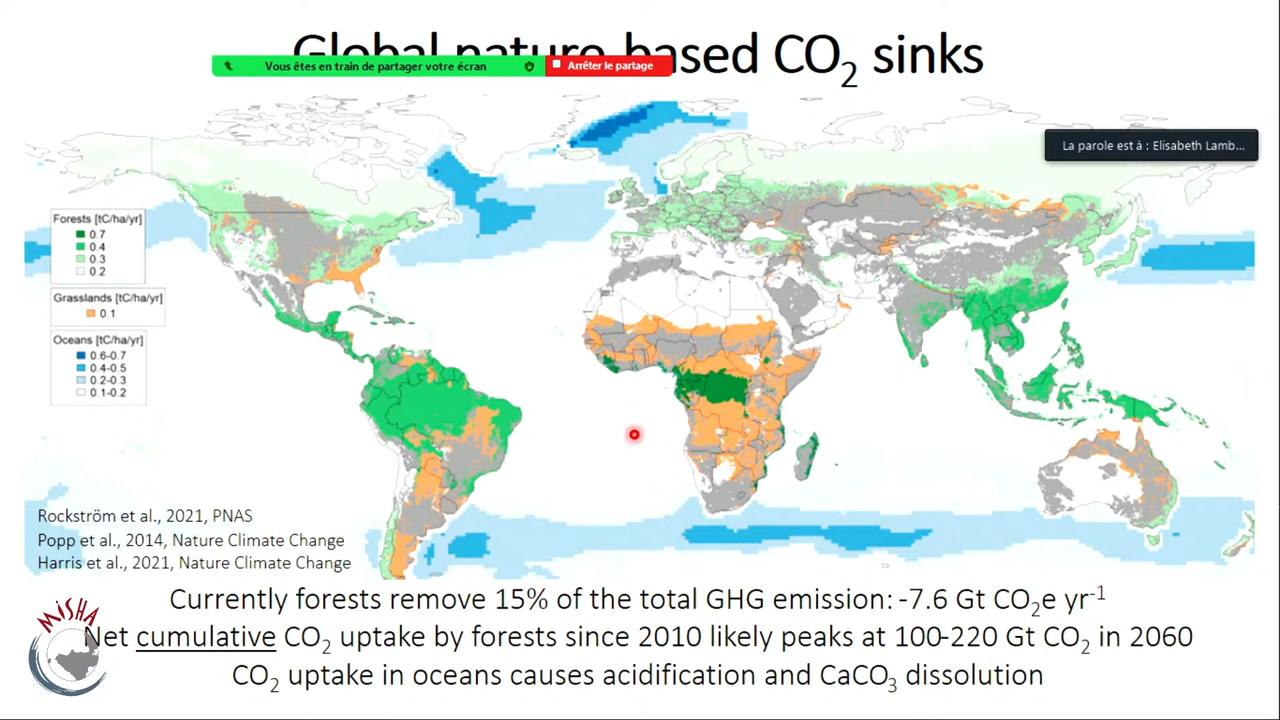 Global nature-based CO₂ sinks
Vous êtes en train de partager votre écran
Arrêter le partage
La parole est à : Elisabeth Lamb...
Forests [tC/ha/yr]
0.7
0.4
0.3
0.2
Grasslands [tC/ha/yr]
0.1
Oceans [tC/ha/yr]
0.6-0.7
0.4-0.5
0.2-0.3
0.1-0.2
Rockström et al., 2021, PNAS
Popp et al., 2014, Nature Climate Change
Harris et al., 2021, Nature Climate Change
Currently forests remove 15% of the total GHG emission: -7.6 Gt CO₂e yr⁻¹
Net cumulative CO₂ uptake by forests since 2010 likely peaks at 100-220 Gt CO₂ in 2060
CO₂ uptake in oceans causes acidification and CaCO₃ dissolution
MISHA